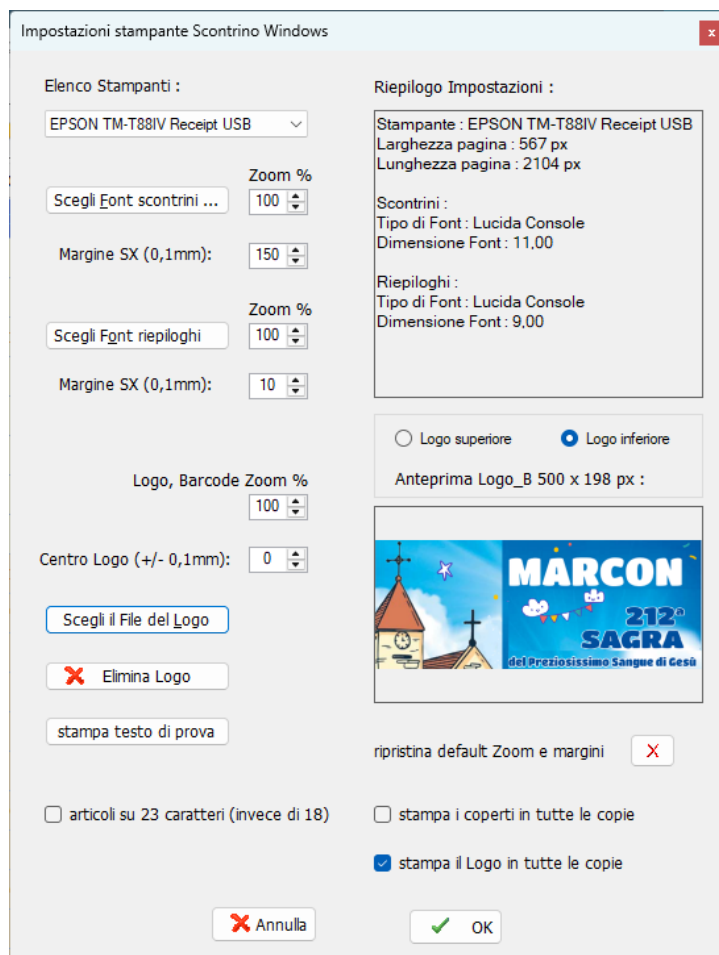 Impostazioni stampante Scontrino Windows
x
Elenco Stampanti :
EPSON TM-T88IV Receipt USB
Zoom %
Scegli Font scontrini ...
100
Margine SX (0,1mm):
150
Zoom %
Scegli Font riepiloghi
100
Margine SX (0,1mm):
10
Logo, Barcode Zoom %
100
Centro Logo (+/- 0,1mm):
0
Scegli il File del Logo
Elimina Logo
stampa testo di prova
articoli su 23 caratteri (invece di 18)
Riepilogo Impostazioni :
Stampante : EPSON TM-T88IV Receipt USB
Larghezza pagina : 567 px
Lunghezza pagina : 2104 px
Scontrini :
Tipo di Font : Lucida Console
Dimensione Font : 11,00
Riepiloghi :
Tipo di Font : Lucida Console
Dimensione Font : 9,00
Logo superiore
Logo inferiore
Anteprima Logo_B 500 x 198 px :
MARCON
212ª
SAGRA
del Preziosissimo Sangue di Gesù
ripristina default Zoom e margini
X
stampa i coperti in tutte le copie
stampa il Logo in tutte le copie
Annulla
OK